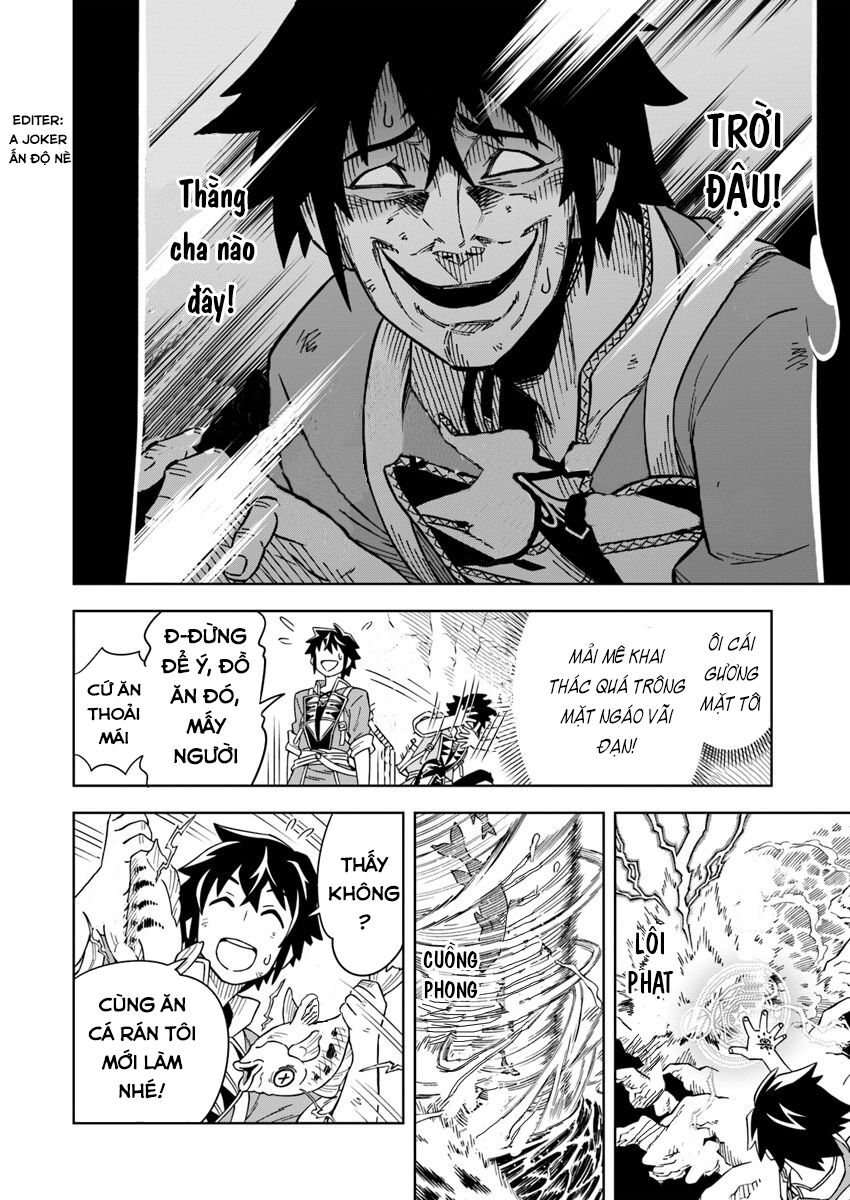 EDITER:
A JOKER
ẤN ĐỘ NÈ
TRỜI
ĐẬU!
Thằng
cha nào
đây!
ÔI CÁI
GƯƠNG
MẶT TÔI
MẢI MÊ KHAI
THÁC QUÁ TRÔNG
MẶT NGÁO VÃI
ĐẠN!
Đ-ĐỪNG
ĐỂ Ý, ĐỒ
ĂN ĐÓ,
MẤY
NGƯỜI
CỨ ĂN
THOẢI
MÁI
LÔI
PHẠT
CUỒNG
PHONG
THẤY
KHÔNG
?
CÙNG ĂN
CÁ RÁN TÔI
MỚI LÀM
NHÉ!